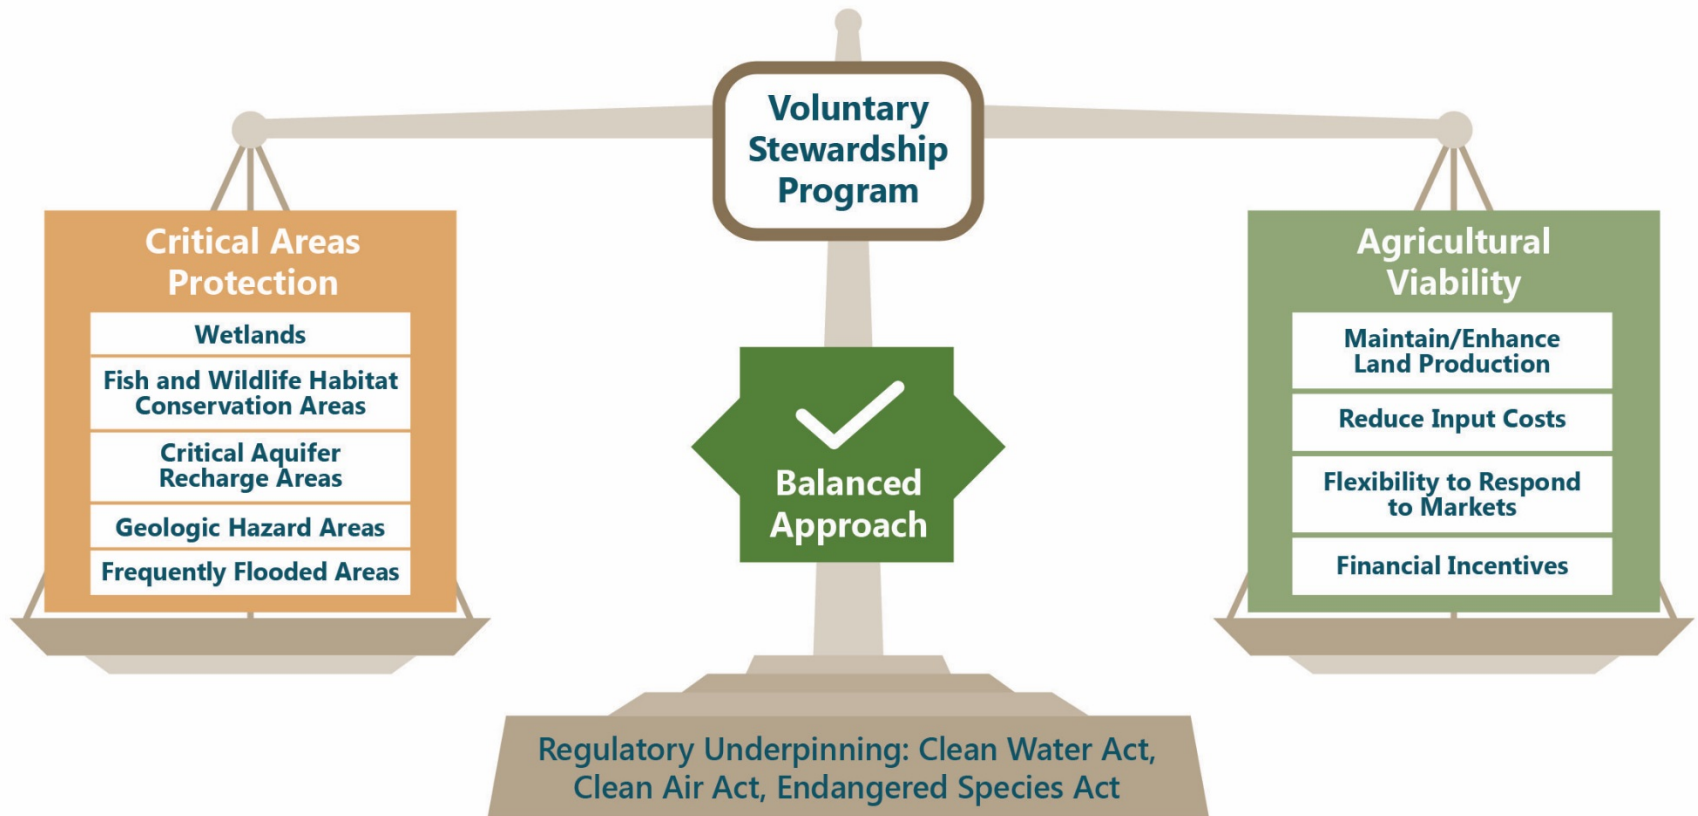 Voluntary
Stewardship
Program
Critical Areas
Protection
Wetlands
Fish and Wildlife Habitat
Conservation Areas
Critical Aquifer
Recharge Areas
Geologic Hazard Areas
Frequently Flooded Areas
Balanced
Approach
Agricultural
Viability
Maintain/Enhance
Land Production
Reduce Input Costs
Flexibility to Respond
to Markets
Financial Incentives
Regulatory Underpinning: Clean Water Act,
Clean Air Act, Endangered Species Act